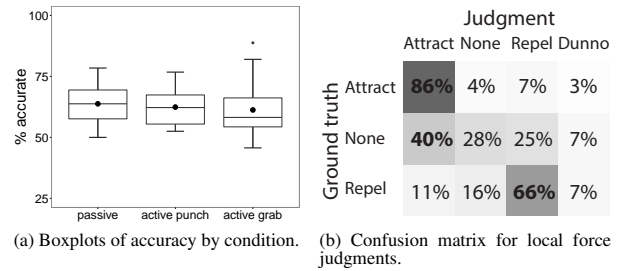 100
75
50
25
% accurate
passive active punch active grab
(a) Boxplots of accuracy by condition.
Judgment
Attract None Repel Dunno
Ground truth
Attract 86% 4% 7% 3%
None 40% 28% 25% 7%
Repel 11% 16% 66% 7%
(b) Confusion matrix for local force
judgments.